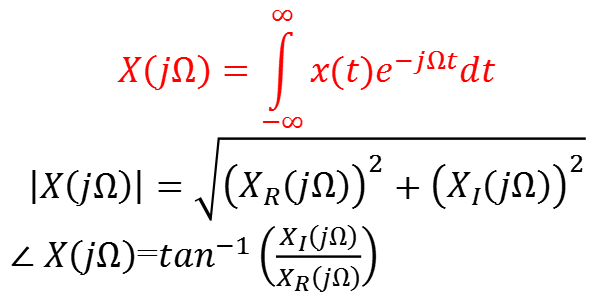 X(jΩ) = ∫_{-∞}^{∞} x(t)e^{-jΩt}dt
|X(jΩ)| = √((X_R(jΩ))^2 + (X_I(jΩ))^2)
∠ X(jΩ)=tan^{-1}(X_I(jΩ)/X_R(jΩ))